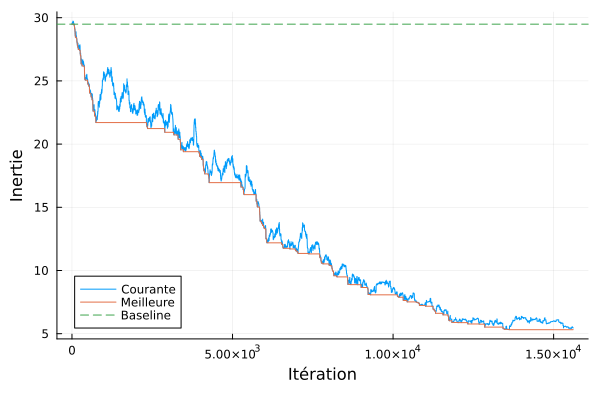 30
25
20
15
10
5
Inertie
Courante
Meilleure
Baseline
0
5.00×10³
1.00×10⁴
1.50×10⁴
Itération